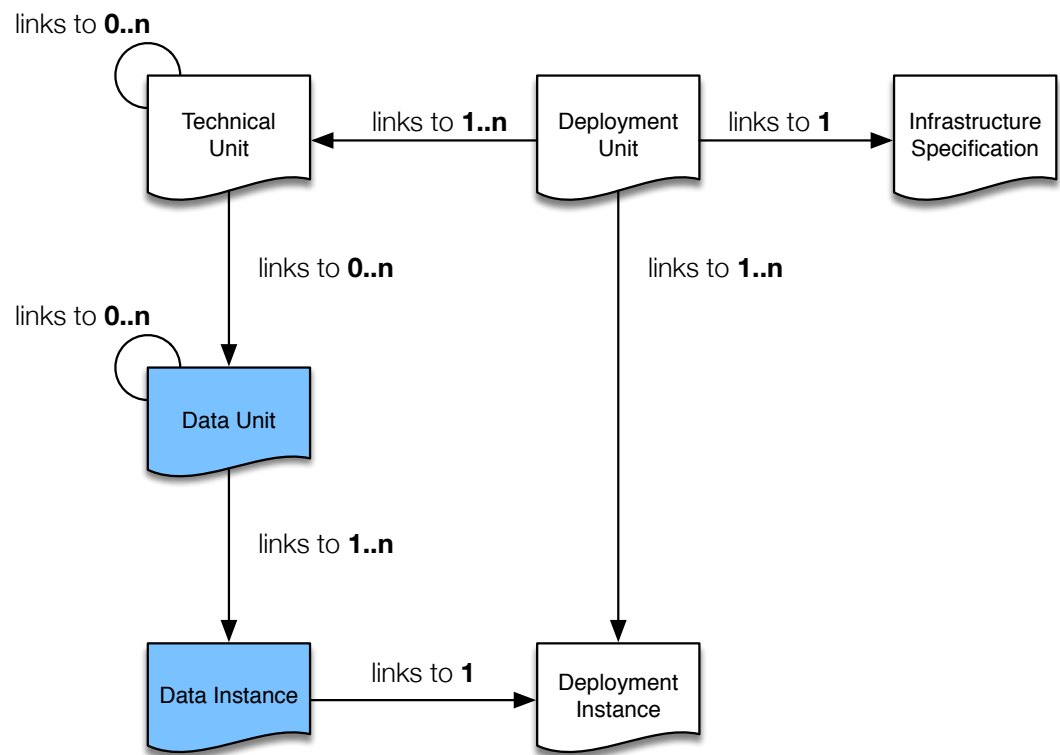 links to 0..n
Technical
Unit
links to 1..n
Deployment
Unit
links to 1
Infrastructure
Specification
links to 0..n
links to 1..n
links to 0..n
Data Unit
links to 1..n
Data Instance
links to 1
Deployment
Instance